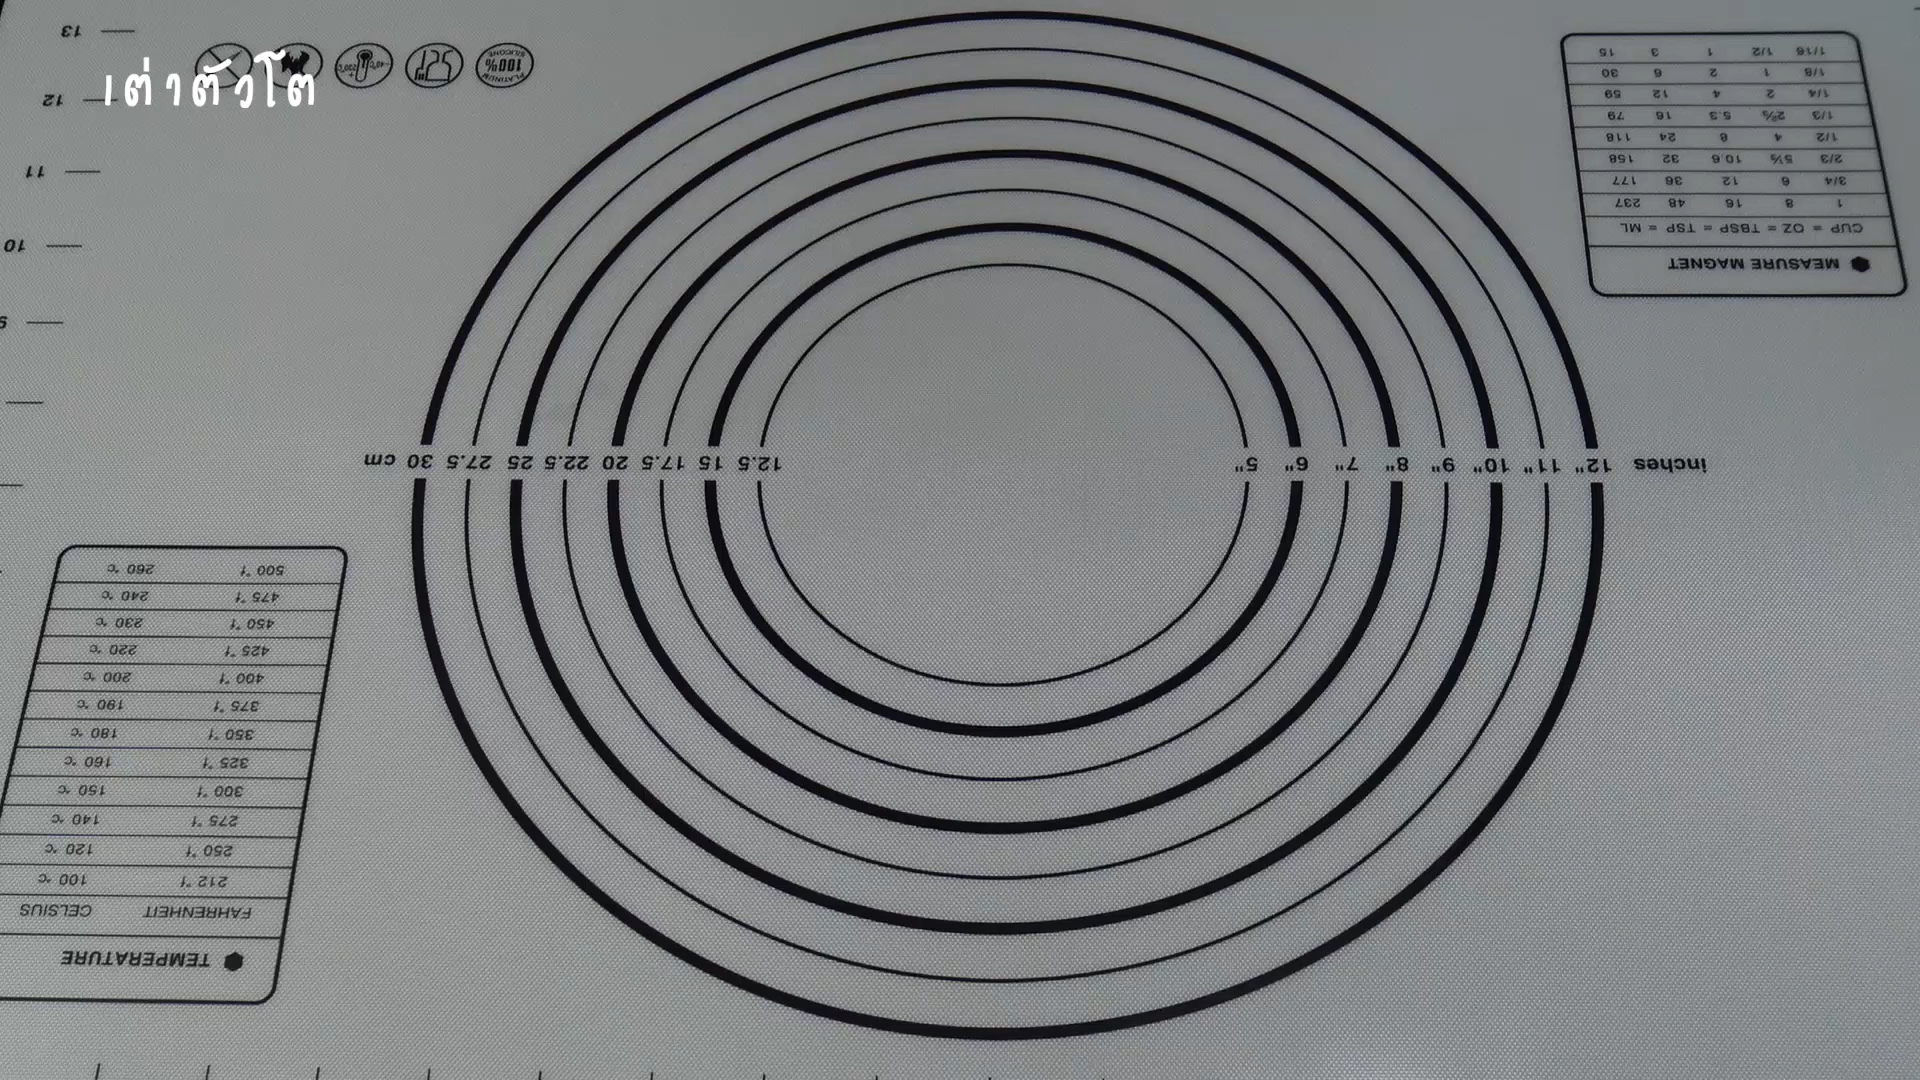 เต่าตัวโต
13
12
11
10
9
100%
PLATINUM
SILICONE
MEASURE MAGNET
CUP = OZ = TBSP = TSP = ML
1 8 16 48 237
3/4 6 12 36 177
2/3 5⅓ 10.6 32 158
1/2 4 8 24 118
1/3 2⅔ 5.3 16 79
1/4 2 4 12 59
1/8 1 2 6 30
1/16 1/2 1 3 15
inches 12" 11" 10" 9" 8" 7" 6" 5" 12.5 15 17.5 20 22.5 25 27.5 30 cm
TEMPERATURE
FAHRENHEIT CELSIUS
212 °f 100 °c
250 °f 120 °c
275 °f 140 °c
300 °f 150 °c
325 °f 160 °c
350 °f 180 °c
375 °f 190 °c
400 °f 200 °c
425 °f 220 °c
450 °f 230 °c
475 °f 240 °c
500 °f 260 °c